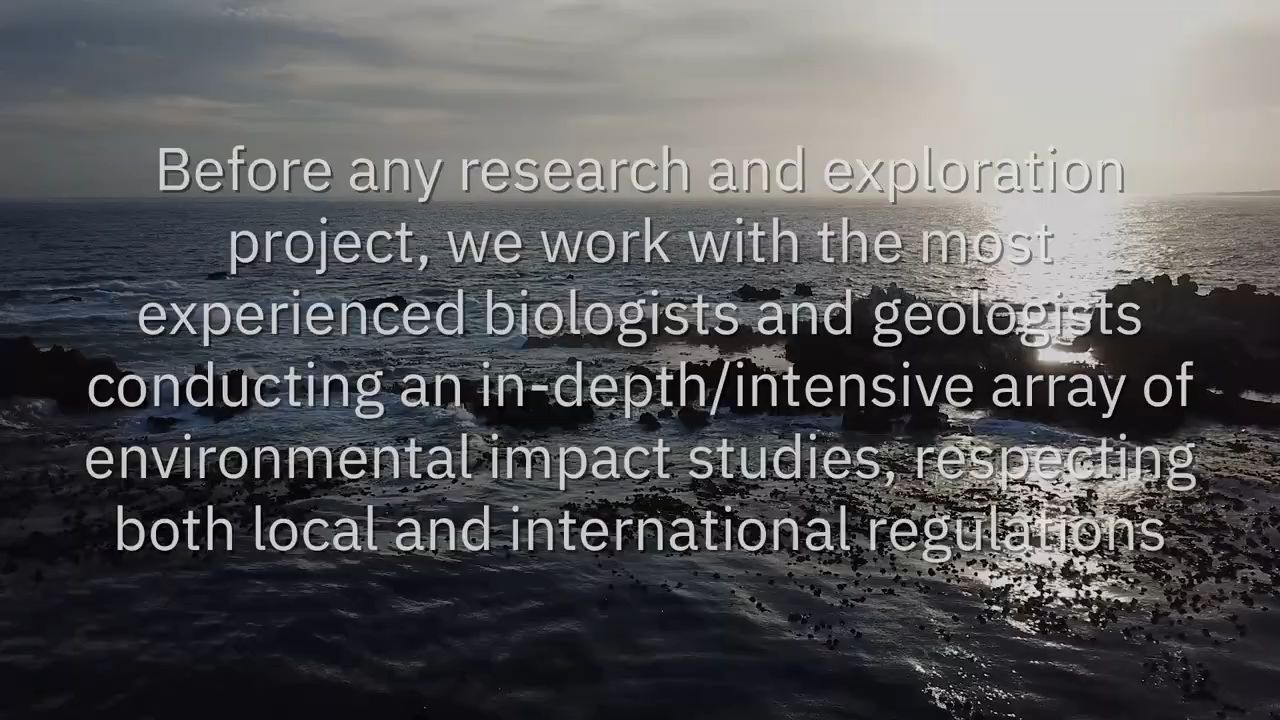 Before any research and exploration
project, we work with the most
experienced biologists and geologists
conducting an in-depth/intensive array of
environmental impact studies, respecting
both local and international regulations